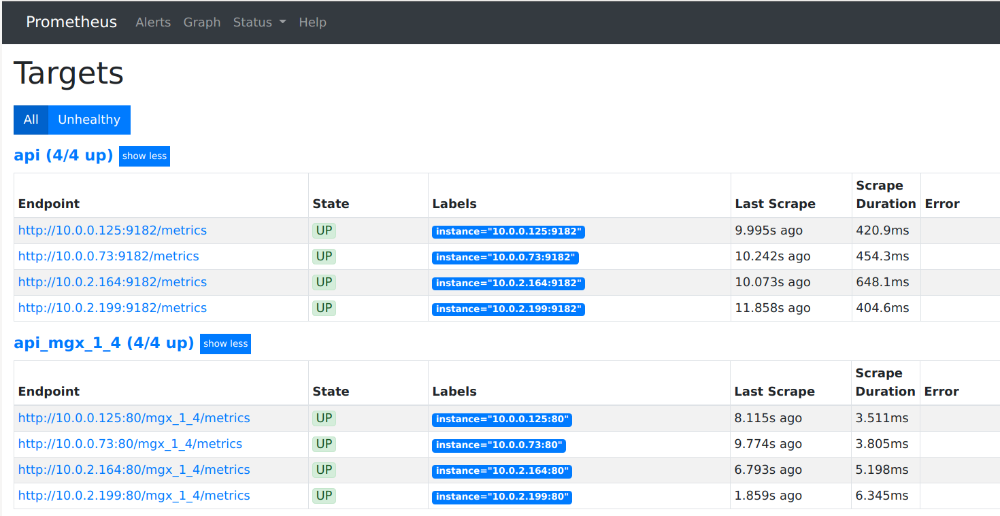 Prometheus Alerts Graph Status Help
Targets
All Unhealthy
api (4/4 up) show less
Endpoint State Labels Last Scrape Scrape Duration Error
http://10.0.0.125:9182/metrics UP instance="10.0.0.125:9182" 9.995s ago 420.9ms
http://10.0.0.73:9182/metrics UP instance="10.0.0.73:9182" 10.242s ago 454.3ms
http://10.0.2.164:9182/metrics UP instance="10.0.2.164:9182" 10.073s ago 648.1ms
http://10.0.2.199:9182/metrics UP instance="10.0.2.199:9182" 11.858s ago 404.6ms
api_mgx_1_4 (4/4 up) show less
Endpoint State Labels Last Scrape Scrape Duration Error
http://10.0.0.125:80/mgx_1_4/metrics UP instance="10.0.0.125:80" 8.115s ago 3.511ms
http://10.0.0.73:80/mgx_1_4/metrics UP instance="10.0.0.73:80" 9.774s ago 3.805ms
http://10.0.2.164:80/mgx_1_4/metrics UP instance="10.0.2.164:80" 6.793s ago 5.198ms
http://10.0.2.199:80/mgx_1_4/metrics UP instance="10.0.2.199:80" 1.859s ago 6.345ms